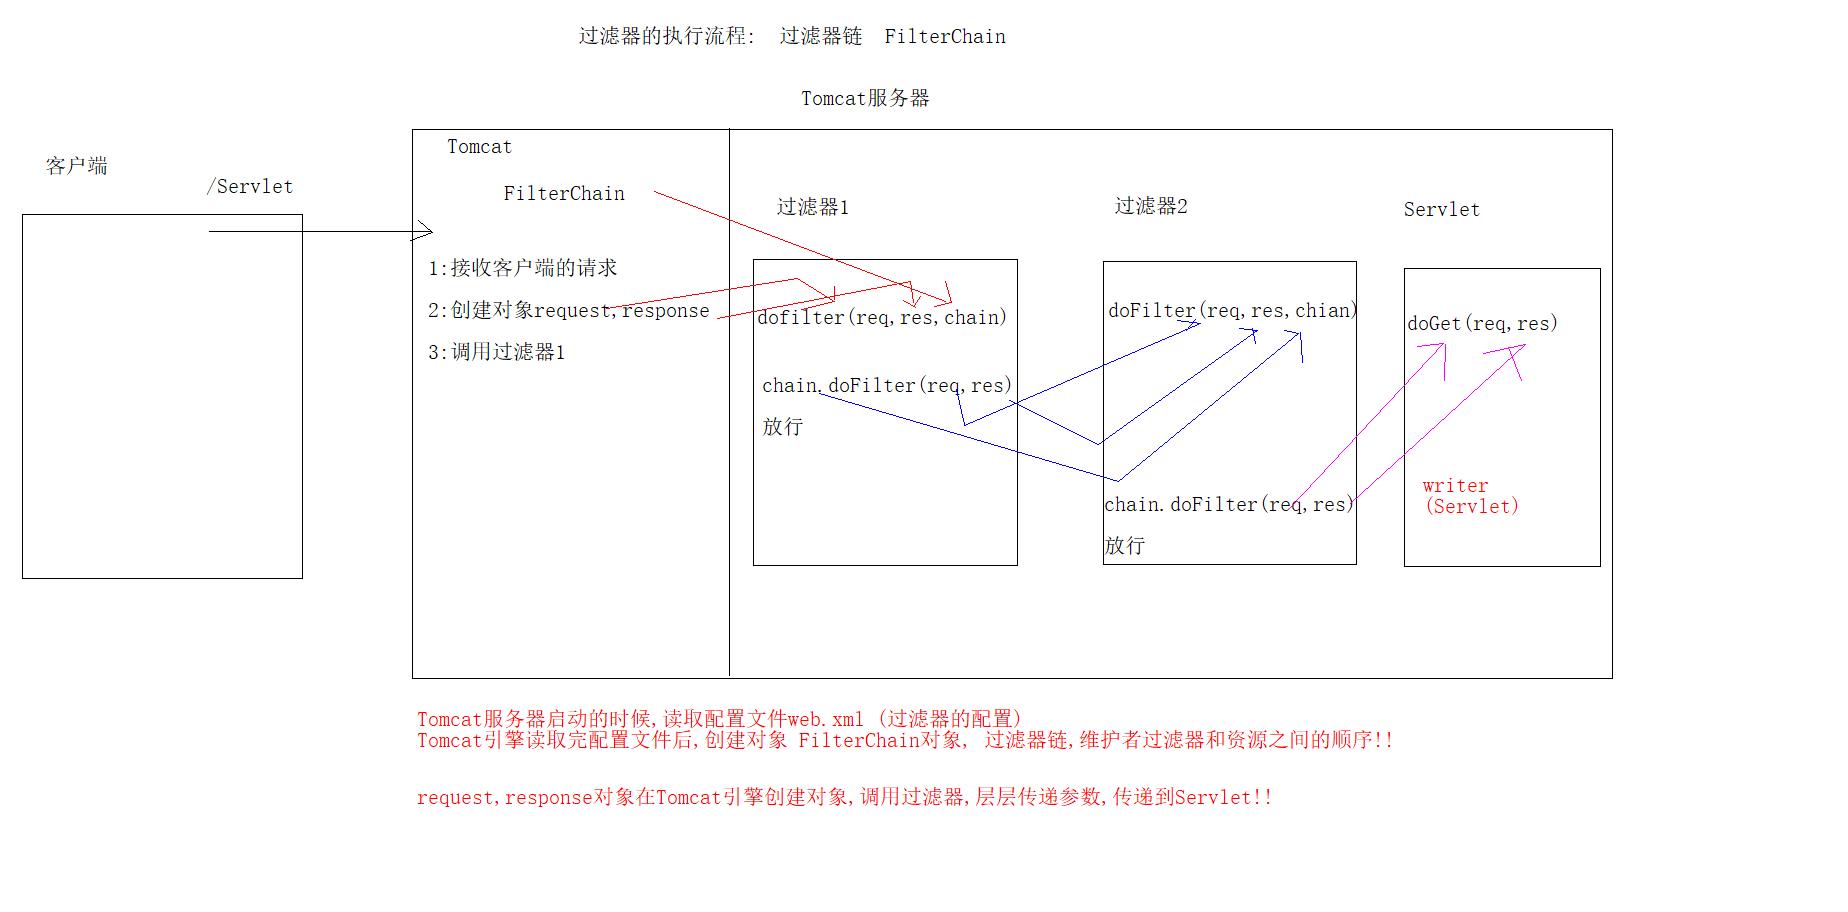 过滤器的执行流程:  过滤器链  FilterChain
Tomcat服务器
客户端
/Servlet
Tomcat
FilterChain
1:接收客户端的请求
2:创建对象request,response
3:调用过滤器1
过滤器1
dofilter(req,res,chain)
chain.doFilter(req,res)
放行
过滤器2
doFilter(req,res,chian)
chain.doFilter(req,res)
放行
Servlet
doGet(req,res)
writer
(Servlet)
Tomcat服务器启动的时候,读取配置文件web.xml (过滤器的配置)
Tomcat引擎读取完配置文件后,创建对象 FilterChain对象, 过滤器链,维护者过滤器和资源之间的顺序!!
request,response对象在Tomcat引擎创建对象,调用过滤器,层层传递参数,传递到Servlet!!